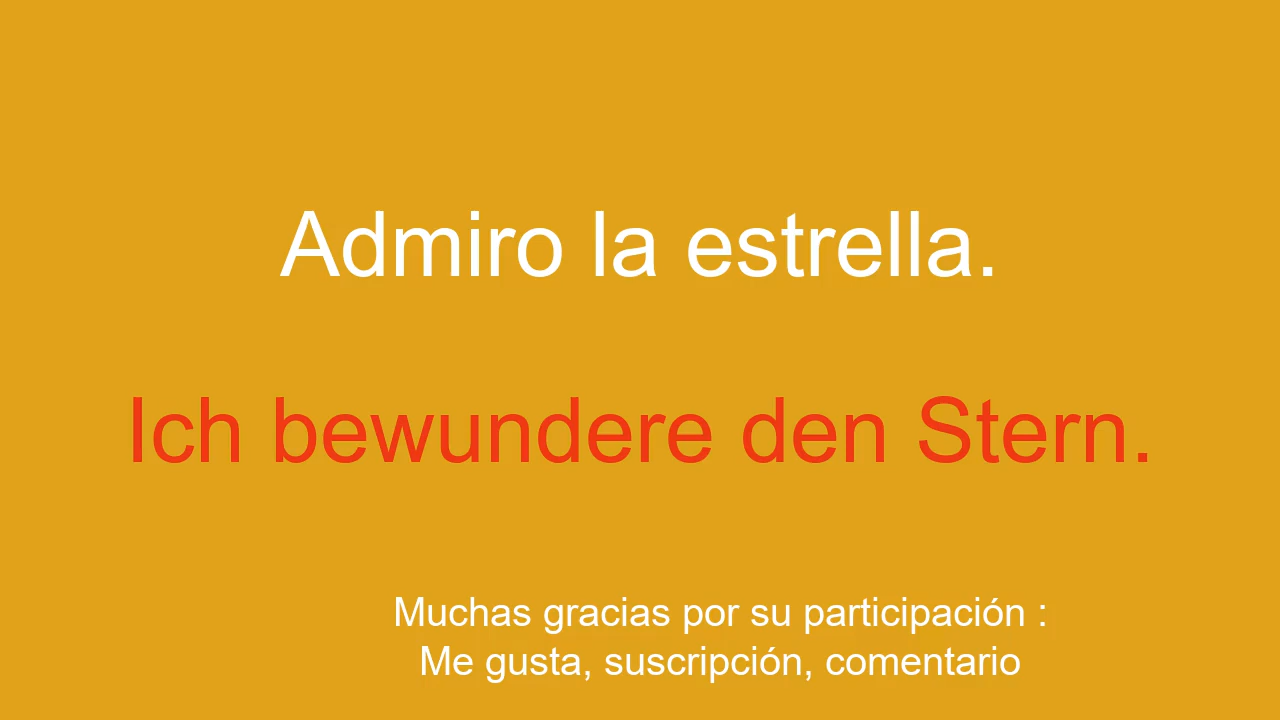 Admiro la estrella.
Ich bewundere den Stern.
Muchas gracias por su participación :
Me gusta, suscripción, comentario